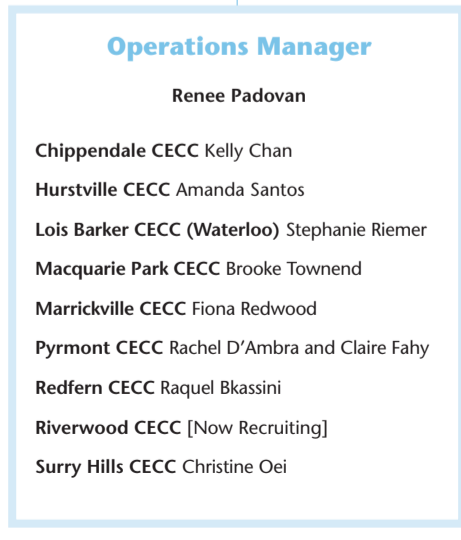 Operations Manager
Renee Padovan
Chippendale CECC Kelly Chan
Hurstville CECC Amanda Santos
Lois Barker CECC (Waterloo) Stephanie Riemer
Macquarie Park CECC Brooke Townend
Marrickville CECC Fiona Redwood
Pyrmont CECC Rachel D’Ambra and Claire Fahy
Redfern CECC Raquel Bkassini
Riverwood CECC [Now Recruiting]
Surry Hills CECC Christine Oei